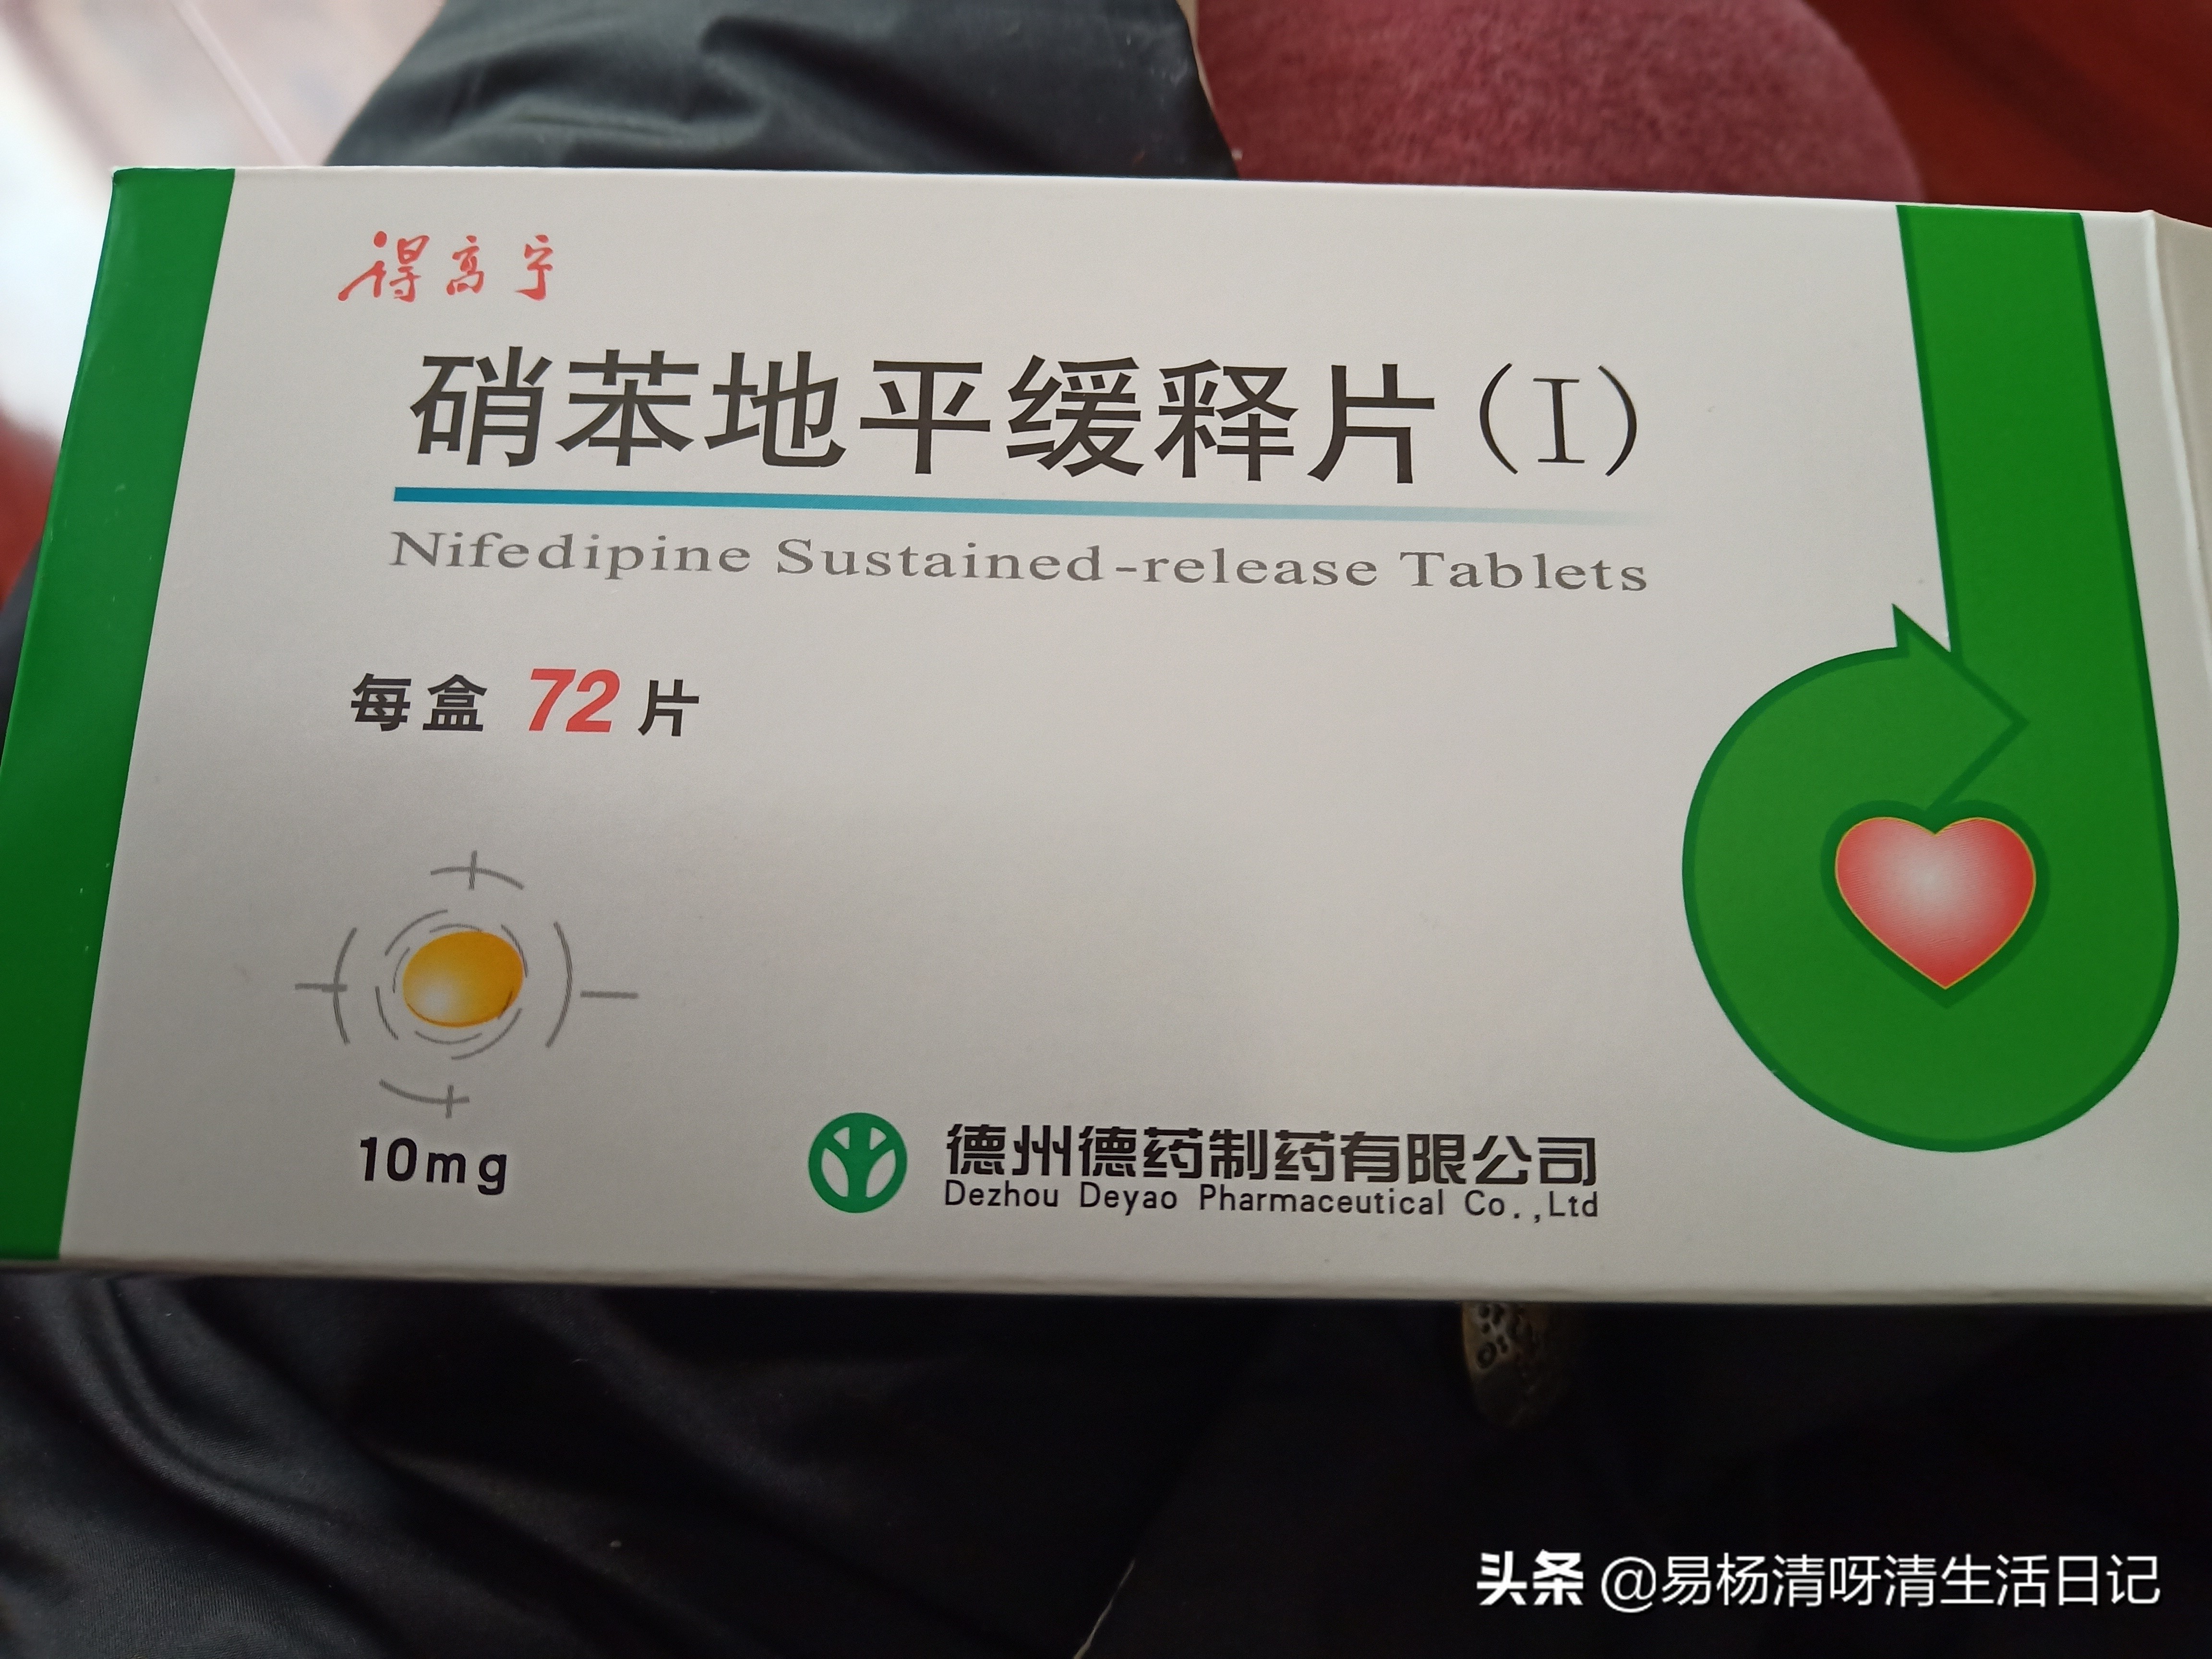 得高宁
硝苯地平缓释片(I)
Nifedipine Sustained-release Tablets
每盒 72 片
10mg
德州德药制药有限公司
Dezhou Deyao Pharmaceutical Co.,Ltd
头条 @易杨清呀清生活日记